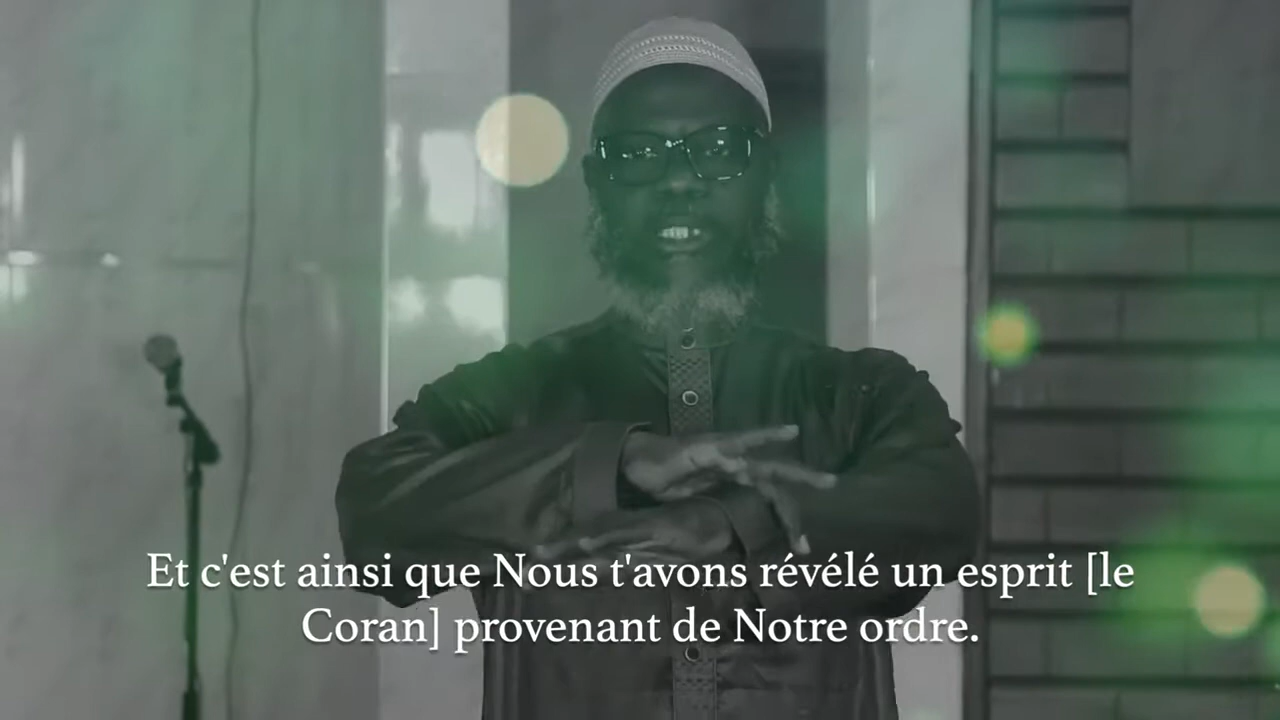 Et c'est ainsi que Nous t'avons révélé un esprit [le
Coran] provenant de Notre ordre.